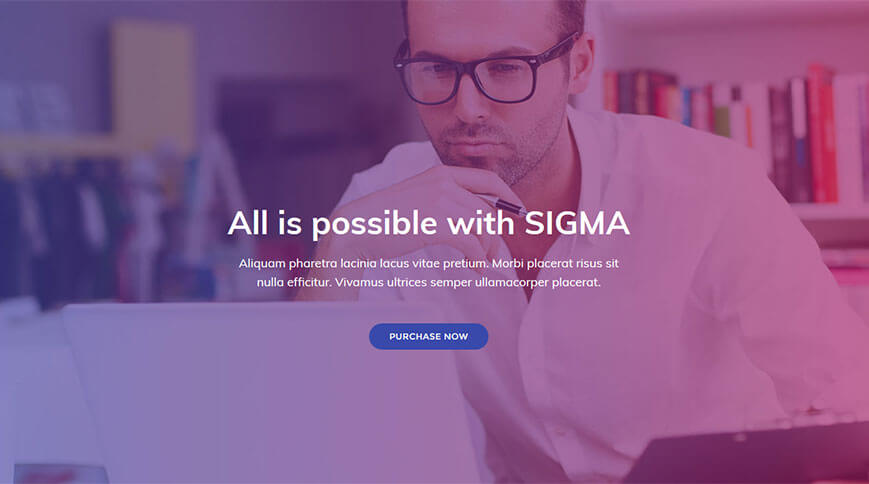 All is possible with SIGMA
Aliquam pharetra lacinia lacus vitae pretium. Morbi placerat risus sit
nulla efficitur. Vivamus ultrices semper ullamacorper placerat.
PURCHASE NOW